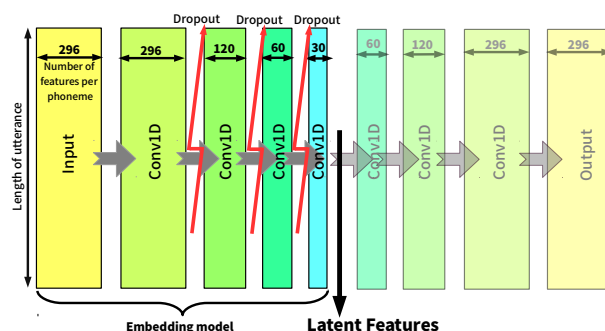 Dropout Dropout Dropout
296 296 120 60 30 60 120 296 296
Number of
features per
phoneme
Length of utterance
Input
Conv1D
Conv1D
Conv1D
Conv1D
Conv1D
Conv1D
Conv1D
Output
Embedding model
Latent Features